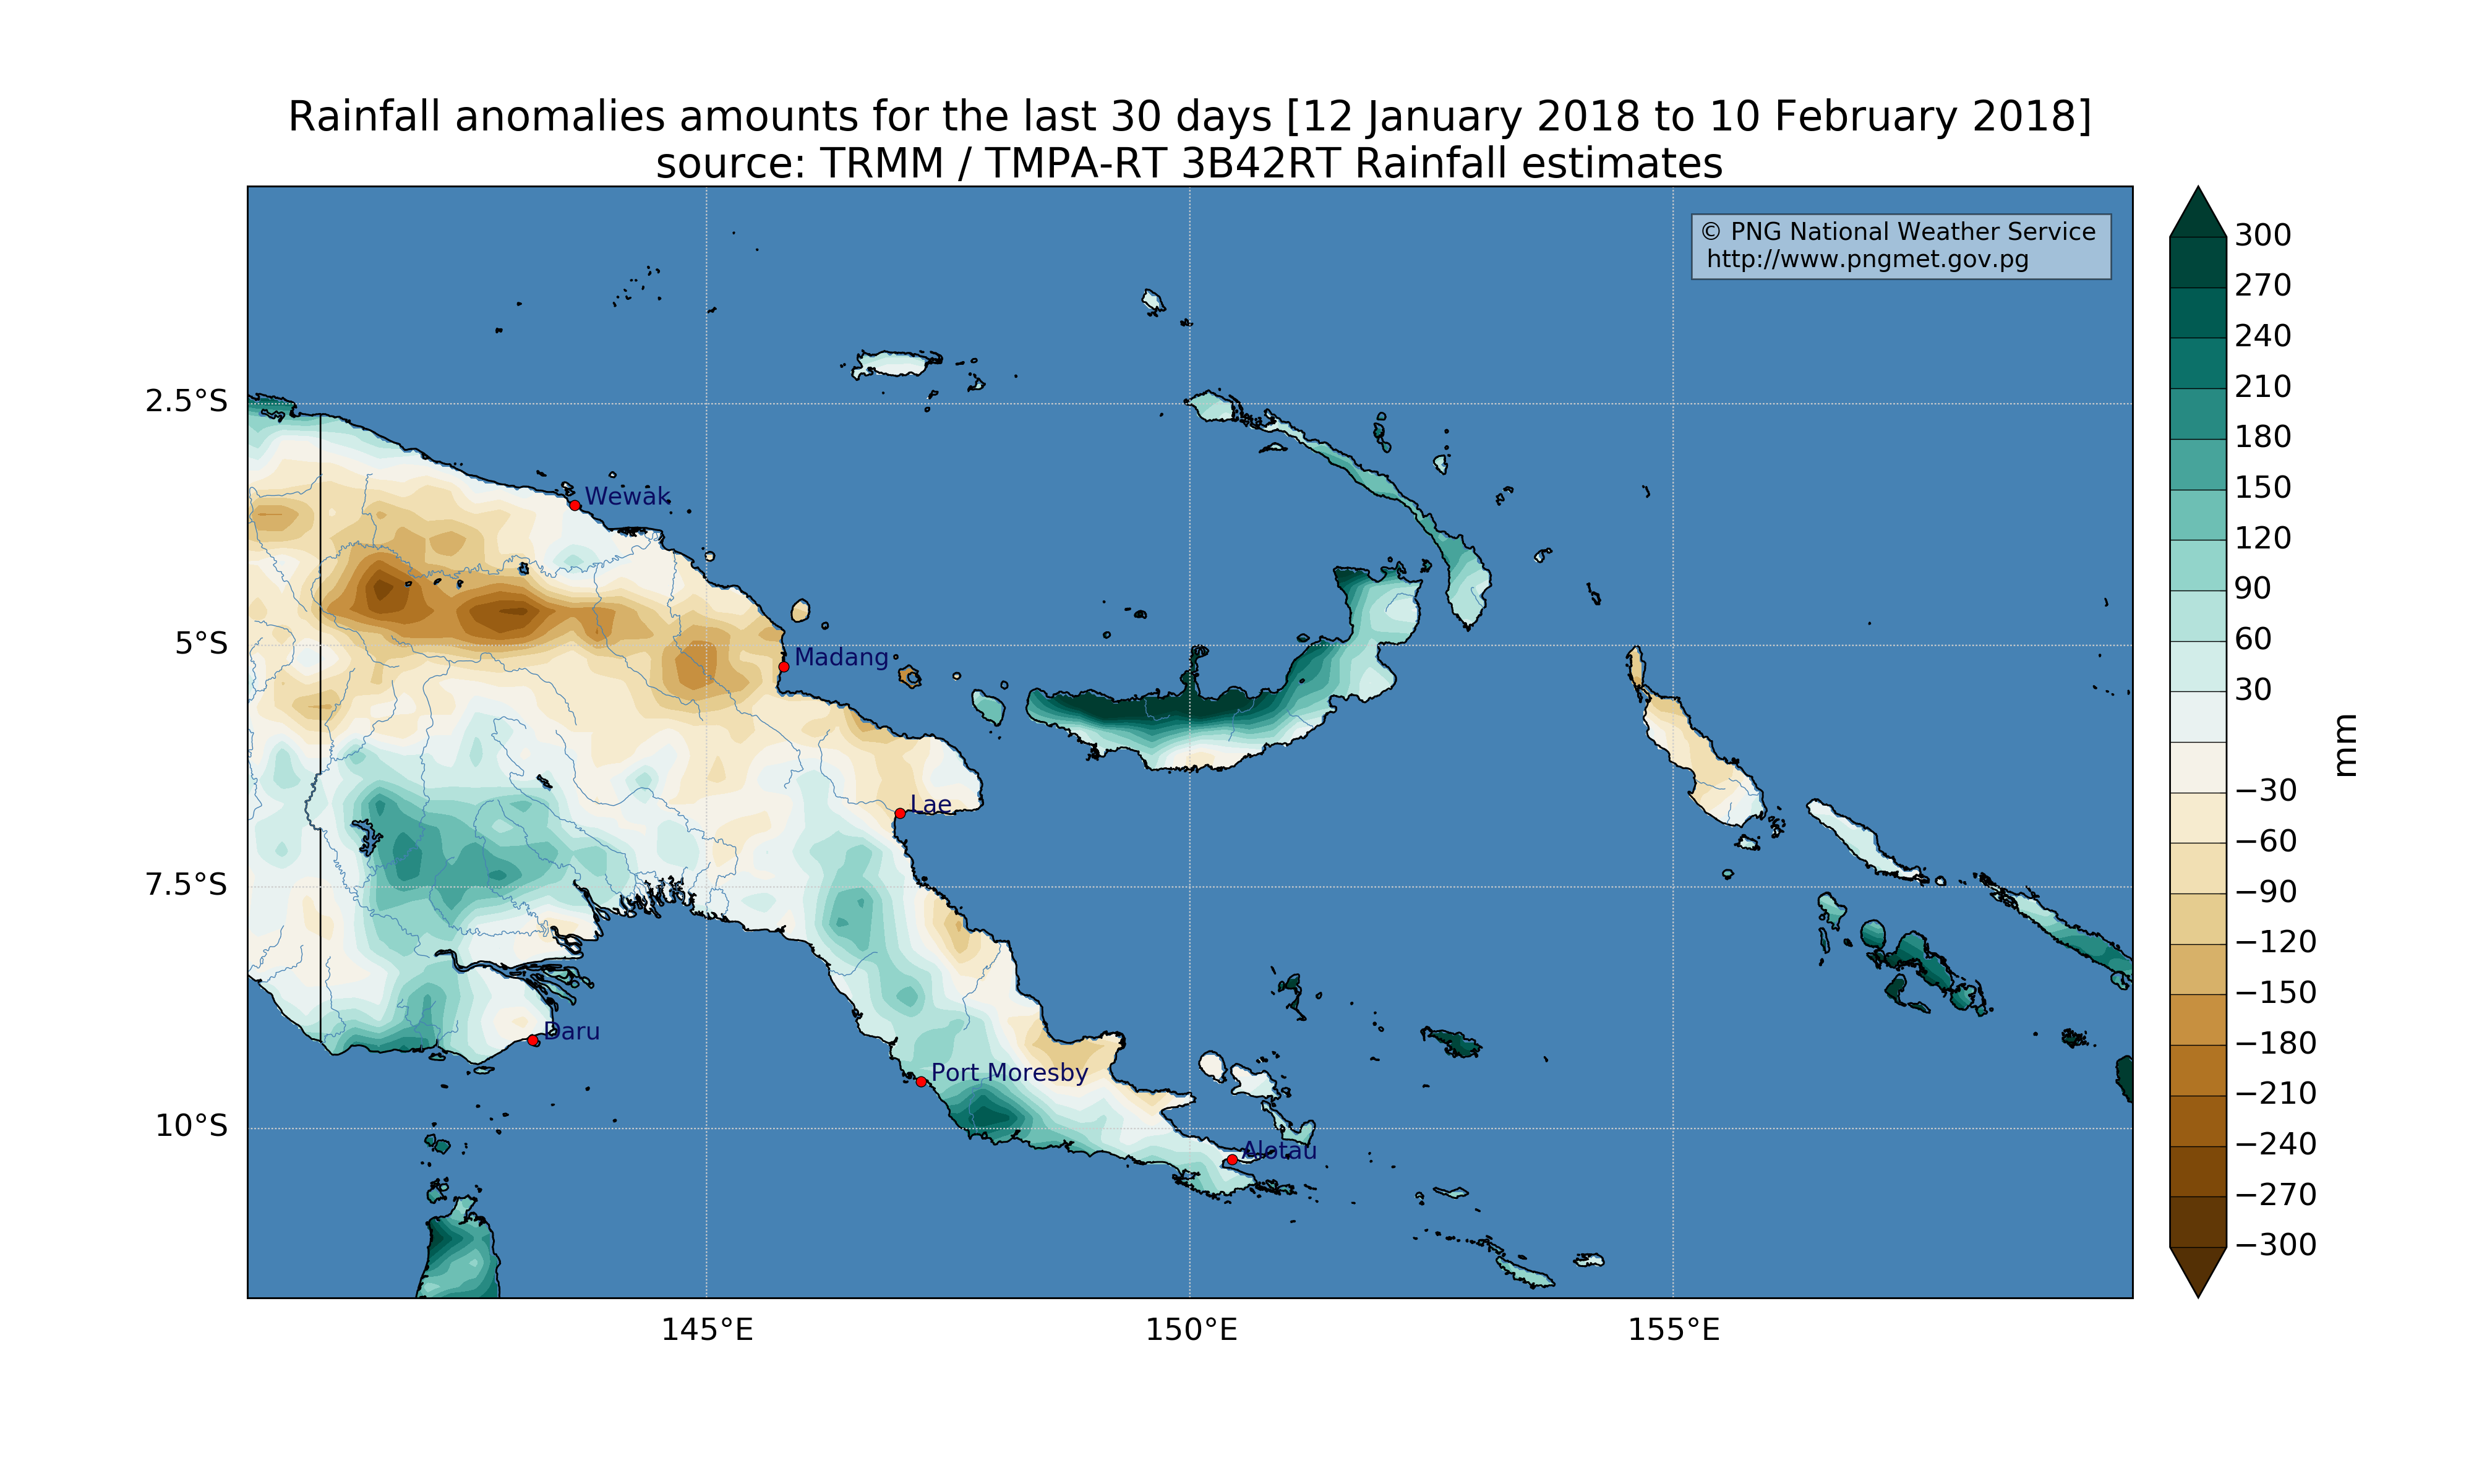 Rainfall anomalies amounts for the last 30 days [12 January 2018 to 10 February 2018]
source: TRMM / TMPA-RT 3B42RT Rainfall estimates
© PNG National Weather Service
http://www.pngmet.gov.pg
2.5°S
5°S
7.5°S
10°S
145°E
150°E
155°E
Wewak
Madang
Lae
Daru
Port Moresby
Alotau
300
270
240
210
180
150
120
90
60
30
−30
−60
−90
−120
−150
−180
−210
−240
−270
−300
mm